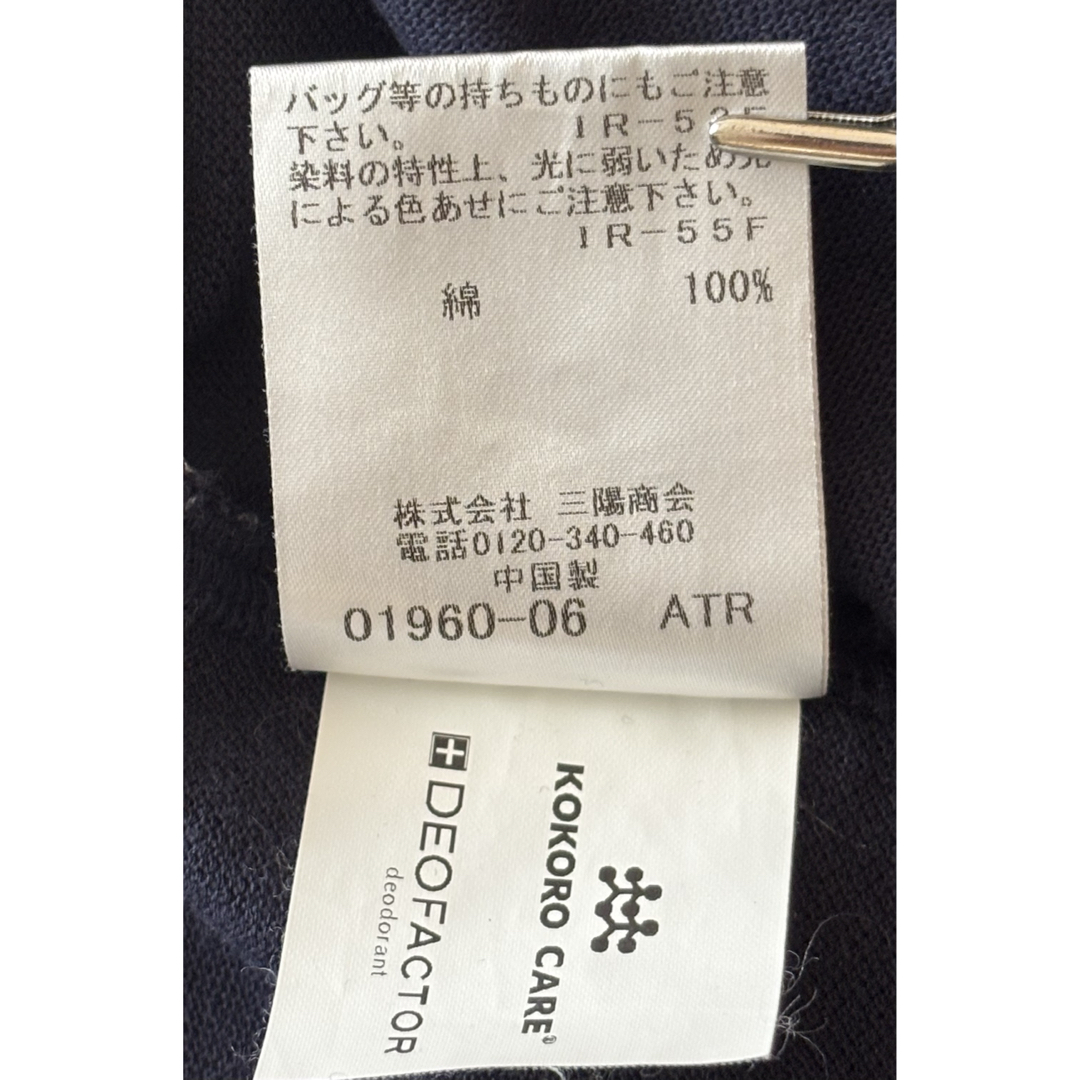 バッグ等の持ちものにもご注意
下さい。
染料の特性上、光に弱いため光
による色あせにご注意下さい。
IR-55F
綿 100%
株式会社 三陽商会
電話0120-340-460
中国製
01960-06 ATR
KOKORO CARE®
DEOFACTOR
deodorant